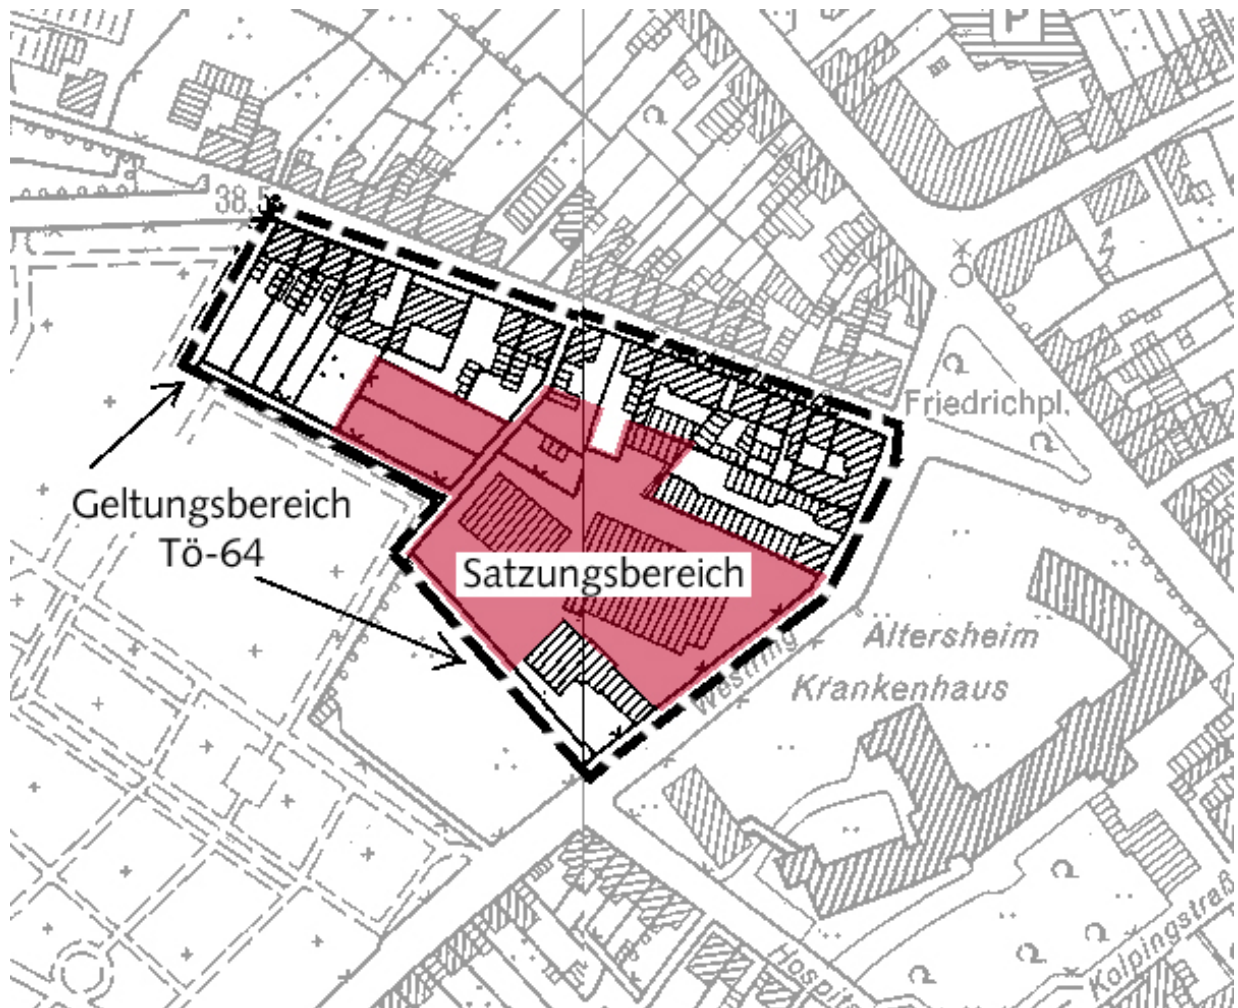 P
38.5
Friedrichpl.
Geltungsbereich
Tö-64
Satzungsbereich
Westring
Altersheim
Krankenhaus
Kolpingstraß
Hospi